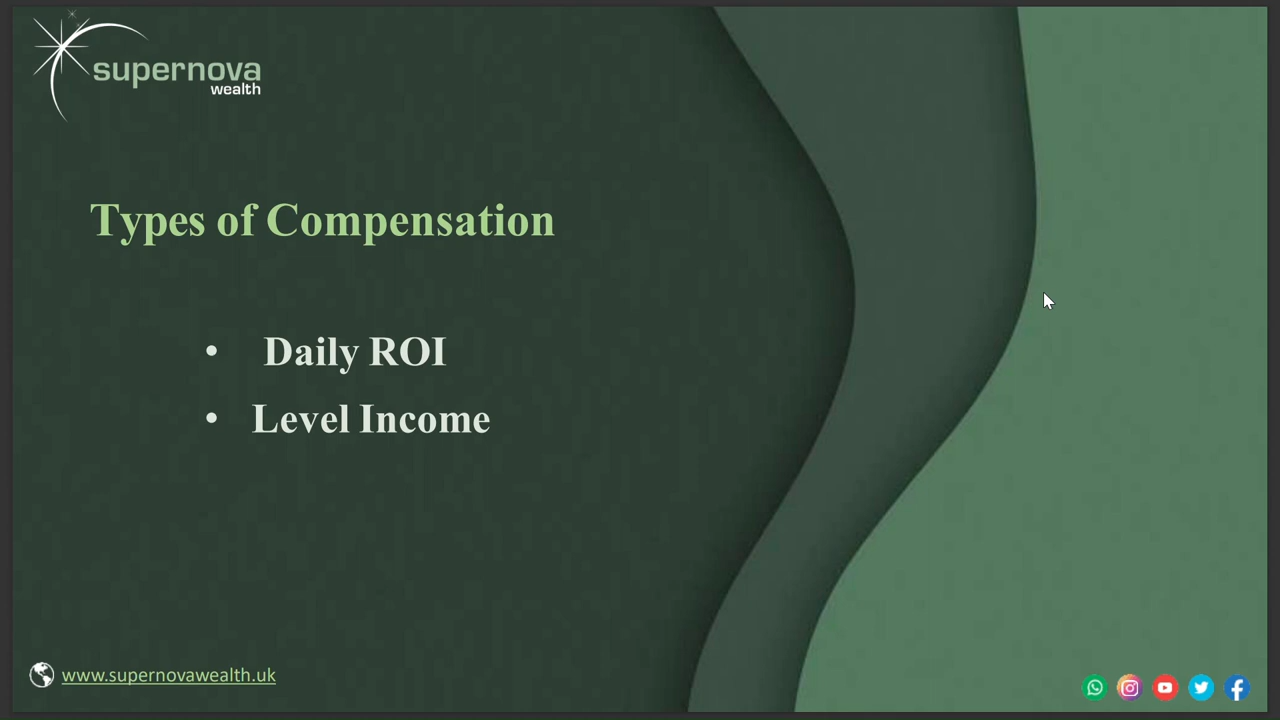 supernova
wealth
Types of Compensation
• Daily ROI
• Level Income
www.supernovawealth.uk